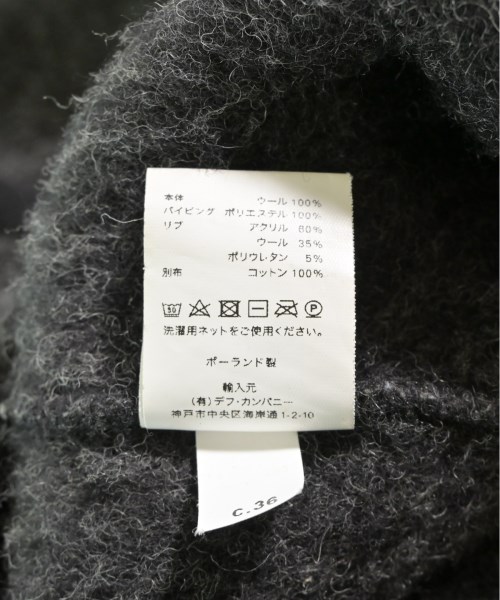 本体 ウール 100%
パイピング ポリエステル 100%
リブ アクリル 60%
ウール 35%
ポリウレタン 5%
別布 コットン 100%
洗濯用ネットをご使用ください。
ポーランド製
輸入元
(有)デフ・カンパニー
神戸市中央区海岸通1-2-10
C.36